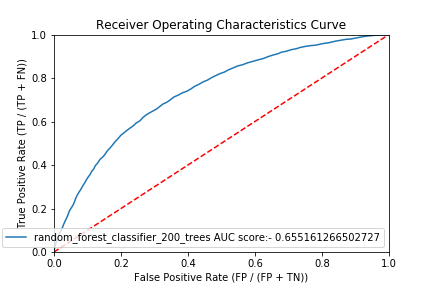 Receiver Operating Characteristics Curve
True Positive Rate (TP / (TP + FN))
1.0
0.8
0.6
0.4
0.2
0.0
random_forest_classifier_200_trees AUC score:- 0.655161266502727
0.0 0.2 0.4 0.6 0.8 1.0
False Positive Rate (FP / (FP + TN))